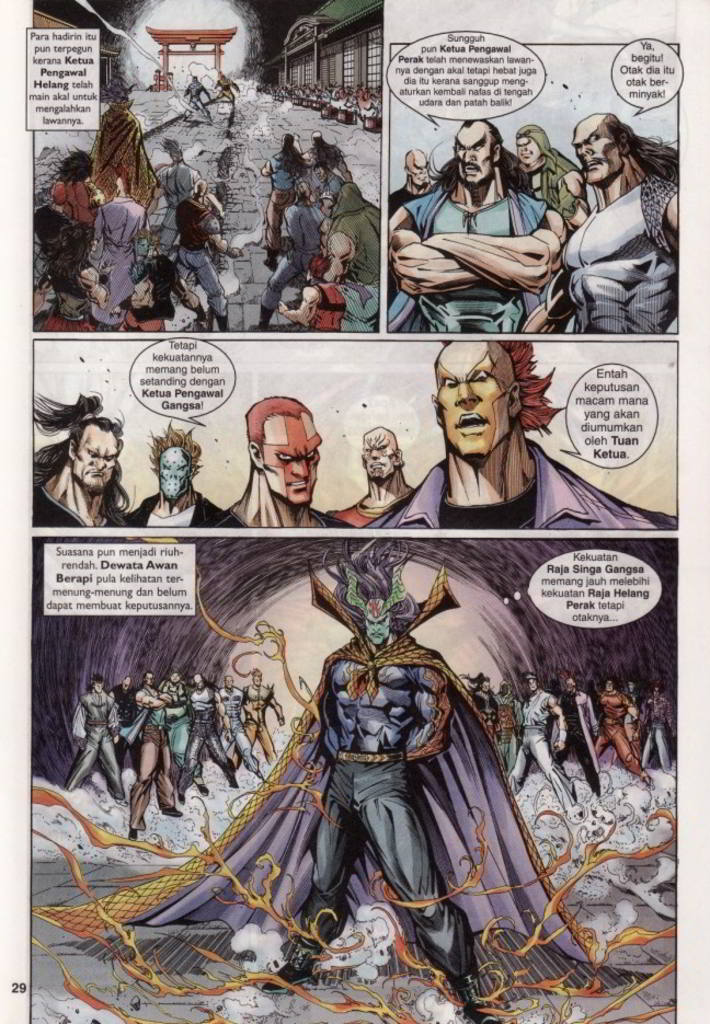 Para hadirin itu
pun terpegun
kerana Ketua
Pengawal
Helang telah
main akal untuk
mengalahkan
lawannya.
Sungguh
pun Ketua Pengawal
Perak telah menewaskan lawan-
nya dengan akal tetapi hebat juga
dia itu kerana sanggup meng-
aturkan kembali nafas di tengah
udara dan patah balik!
Ya,
begitu!
Otak dia itu
ber-
minyak!
Tetapi
kekuatannya
memang belum
setanding dengan
Ketua Pengawal
Gangsa!
Entah
keputusan
macam mana
yang akan
diumumkan
oleh Tuan
Ketua.
Suasana pun menjadi riuh-
rendah. Dewata Awan
Berapi pula kelihatan ter-
menung-menung dan belum
dapat membuat keputusannya.
Kekuatan
Raja Singa Gangsa
memang jauh melebihi
kekuatan Raja Helang
Perak tetapi
otaknya...
29